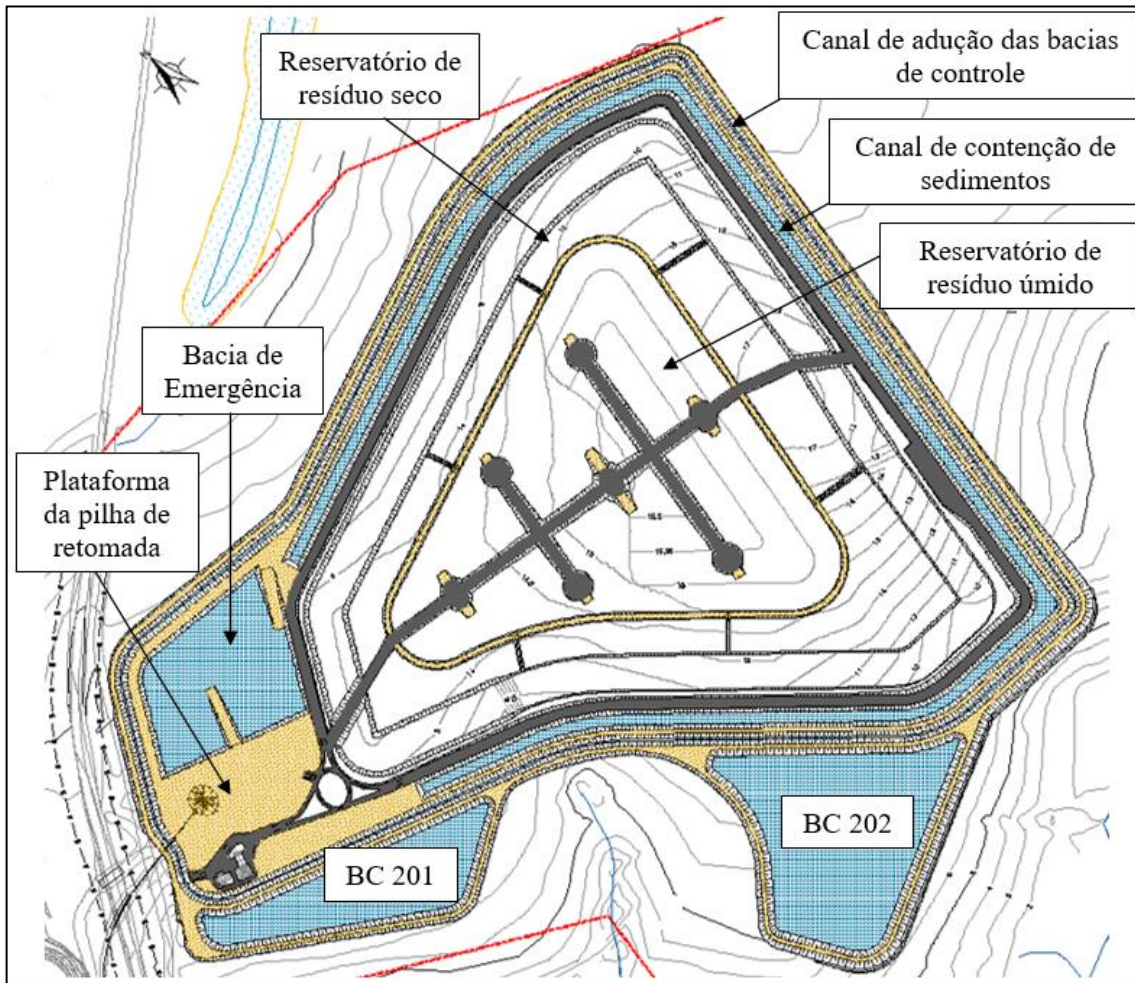 Reservatório de
resíduo seco
Canal de adução das bacias
de controle
Canal de contenção de
sedimentos
Reservatório de
resíduo úmido
Bacia de
Emergência
Plataforma
da pilha de
retomada
BC 201
BC 202